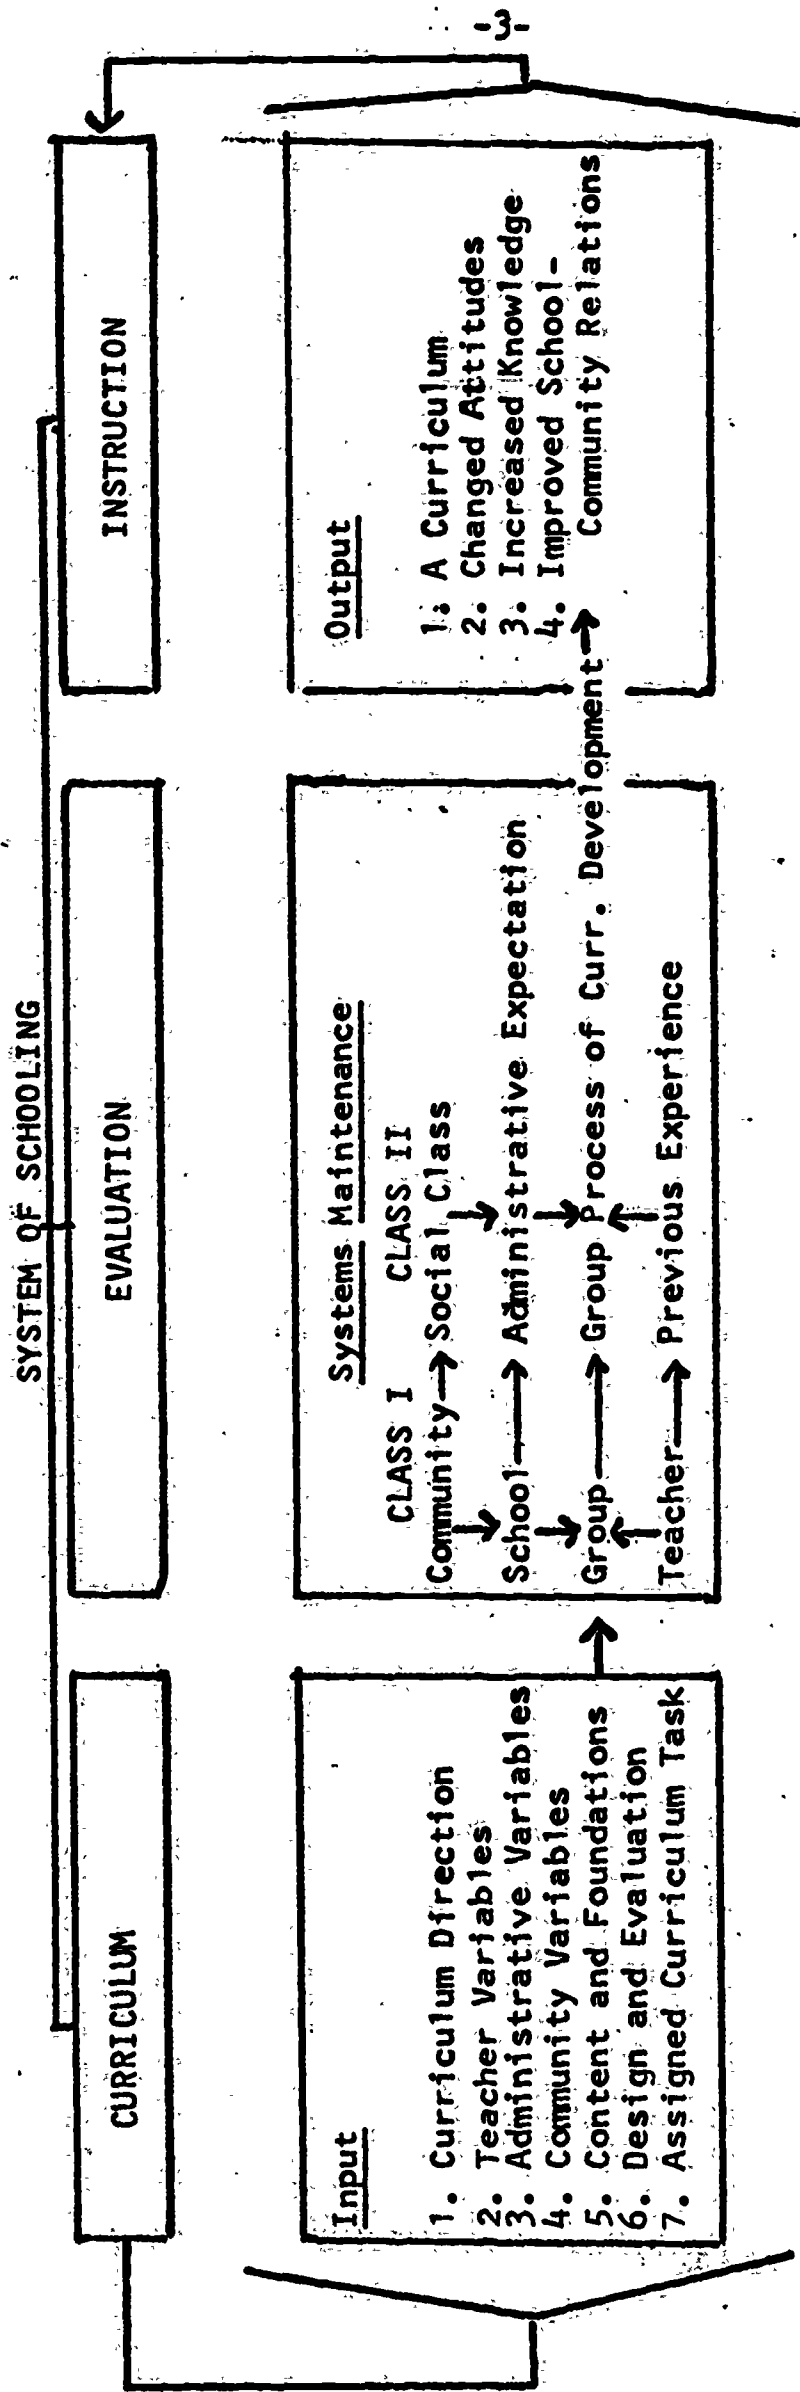 -3-
SYSTEM OF SCHOOLING
CURRICULUM
EVALUATION
INSTRUCTION
Input
1. Curriculum Direction
2. Teacher Variables
3. Administrative Variables
4. Community Variables
5. Content and Foundations
6. Design and Evaluation
7. Assigned Curriculum Task
Systems Maintenance
CLASS I CLASS II
Community Social Class
School Administrative Expectation
Group Group Process of Curr. Development
Teacher Previous Experience
Output
1. A Curriculum
2. Changed Attitudes
3. Increased Knowledge
4. Improved School-
Community Relations